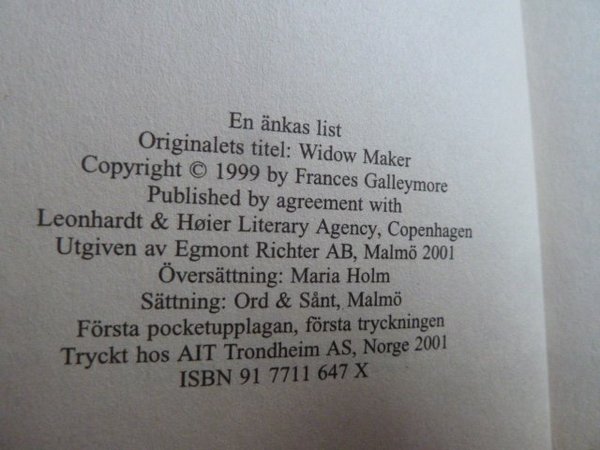 En änkas list
Originalets titel: Widow Maker
Copyright © 1999 by Frances Galleymore
Published by agreement with
Leonhardt & Høier Literary Agency, Copenhagen
Utgiven av Egmont Richter AB, Malmö 2001
Översättning: Maria Holm
Sättning: Ord & Sånt, Malmö
Första pocketupplagan, första tryckningen
Tryckt hos AIT Trondheim AS, Norge 2001
ISBN 91 7711 647 X